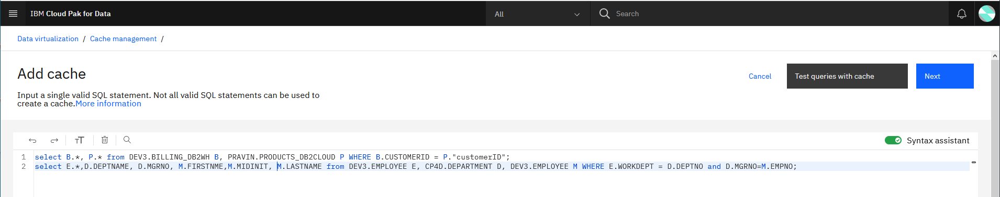 IBM Cloud Pak for Data
All
Search
Data virtualization / Cache management /
Add cache
Cancel
Test queries with cache
Next
Input a single valid SQL statement. Not all valid SQL statements can be used to
create a cache.More information
Syntax assistant
1 select B.*, P.* from DEV3.BILLING_DB2WH B, PRAVIN.PRODUCTS_DB2CLOUD P WHERE B.CUSTOMERID = P."customerID";
2 select E.*,D.DEPTNAME, D.MGRNO, M.FIRSTNME,M.MIDINIT, M.LASTNAME from DEV3.EMPLOYEE E, CP4D.DEPARTMENT D, DEV3.EMPLOYEE M WHERE E.WORKDEPT = D.DEPTNO and D.MGRNO=M.EMPNO;